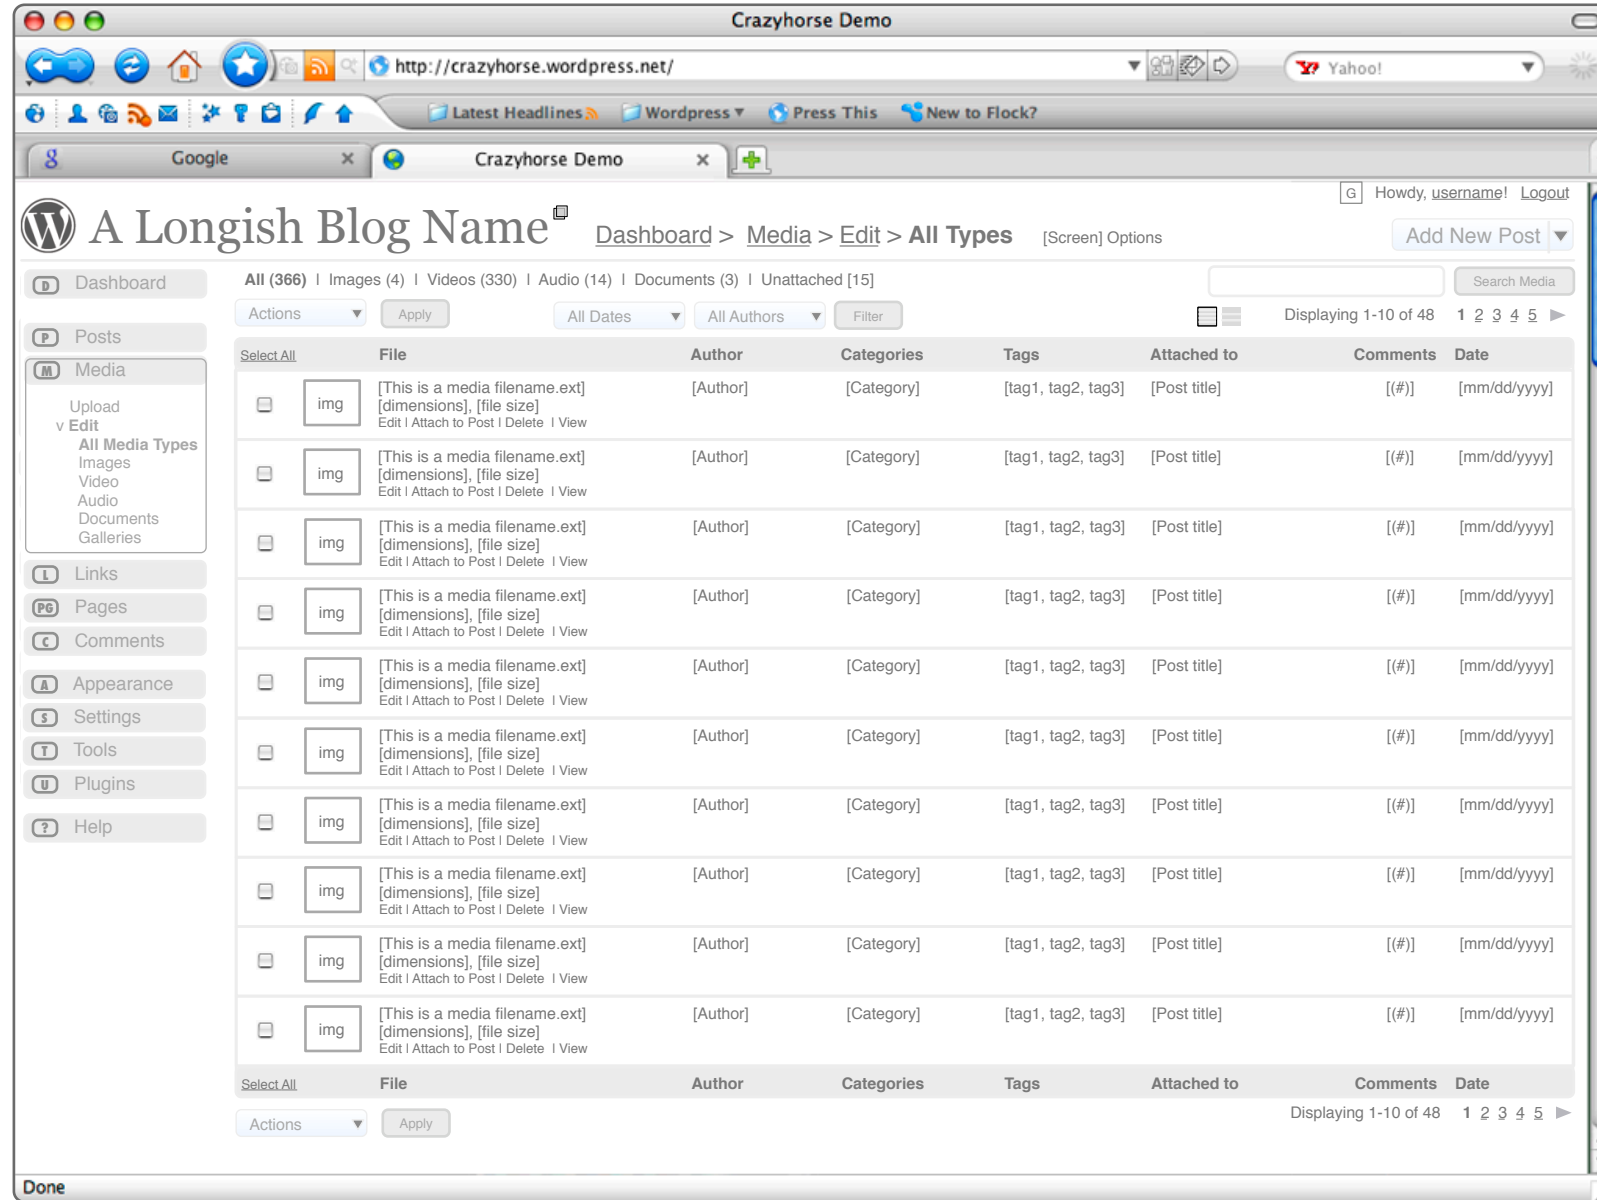 Crazyhorse Demo
http://crazyhorse.wordpress.net/
Yahoo!
Latest Headlines Wordpress Press This New to Flock?
Google Crazyhorse Demo
G Howdy, username! Logout
A Longish Blog Name Dashboard > Media > Edit > All Types [Screen] Options Add New Post
D Dashboard
P Posts
M Media
Upload
v Edit
All Media Types
Images
Video
Audio
Documents
Galleries
L Links
PG Pages
C Comments
A Appearance
S Settings
T Tools
U Plugins
? Help
All (366) | Images (4) | Videos (330) | Audio (14) | Documents (3) | Unattached [15] Search Media
Actions Apply All Dates All Authors Filter Displaying 1-10 of 48 1 2 3 4 5
Select All File Author Categories Tags Attached to Comments Date
img [This is a media filename.ext] [Author] [Category] [tag1, tag2, tag3] [Post title] [(#)] [mm/dd/yyyy]
[dimensions], [file size]
Edit | Attach to Post | Delete | View
img [This is a media filename.ext] [Author] [Category] [tag1, tag2, tag3] [Post title] [(#)] [mm/dd/yyyy]
[dimensions], [file size]
Edit | Attach to Post | Delete | View
img [This is a media filename.ext] [Author] [Category] [tag1, tag2, tag3] [Post title] [(#)] [mm/dd/yyyy]
[dimensions], [file size]
Edit | Attach to Post | Delete | View
img [This is a media filename.ext] [Author] [Category] [tag1, tag2, tag3] [Post title] [(#)] [mm/dd/yyyy]
[dimensions], [file size]
Edit | Attach to Post | Delete | View
img [This is a media filename.ext] [Author] [Category] [tag1, tag2, tag3] [Post title] [(#)] [mm/dd/yyyy]
[dimensions], [file size]
Edit | Attach to Post | Delete | View
img [This is a media filename.ext] [Author] [Category] [tag1, tag2, tag3] [Post title] [(#)] [mm/dd/yyyy]
[dimensions], [file size]
Edit | Attach to Post | Delete | View
img [This is a media filename.ext] [Author] [Category] [tag1, tag2, tag3] [Post title] [(#)] [mm/dd/yyyy]
[dimensions], [file size]
Edit | Attach to Post | Delete | View
img [This is a media filename.ext] [Author] [Category] [tag1, tag2, tag3] [Post title] [(#)] [mm/dd/yyyy]
[dimensions], [file size]
Edit | Attach to Post | Delete | View
img [This is a media filename.ext] [Author] [Category] [tag1, tag2, tag3] [Post title] [(#)] [mm/dd/yyyy]
[dimensions], [file size]
Edit | Attach to Post | Delete | View
img [This is a media filename.ext] [Author] [Category] [tag1, tag2, tag3] [Post title] [(#)] [mm/dd/yyyy]
[dimensions], [file size]
Edit | Attach to Post | Delete | View
Select All File Author Categories Tags Attached to Comments Date
Actions Apply Displaying 1-10 of 48 1 2 3 4 5
Done